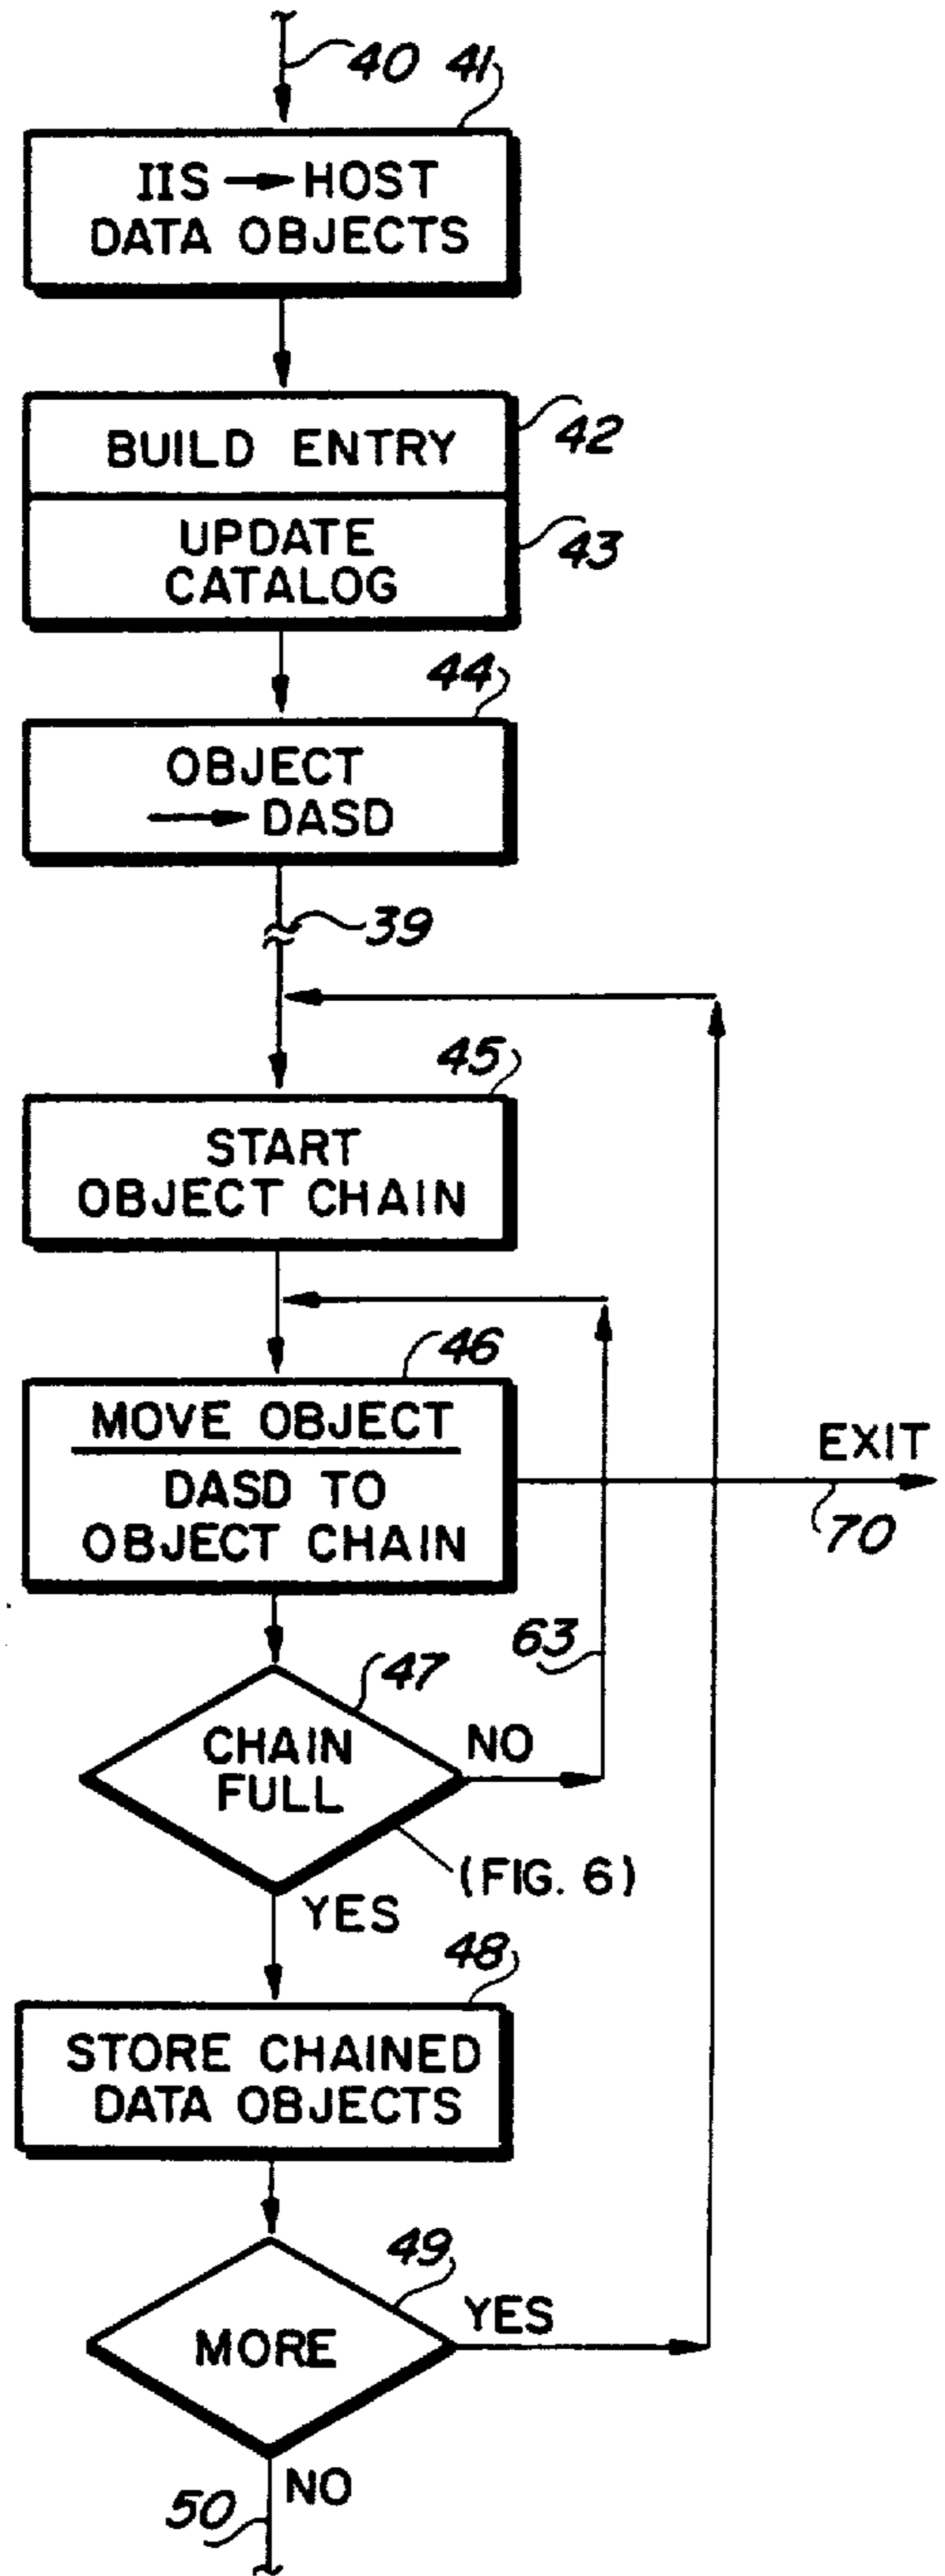 40
41
IIS → HOST
DATA OBJECTS
BUILD ENTRY
42
UPDATE
CATALOG
43
44
OBJECT
→ DASD
39
45
START
OBJECT CHAIN
46
MOVE OBJECT
DASD TO
OBJECT CHAIN
EXIT
70
63
47
CHAIN
FULL
NO
(FIG. 6)
YES
48
STORE CHAINED
DATA OBJECTS
49
MORE
YES
NO
50